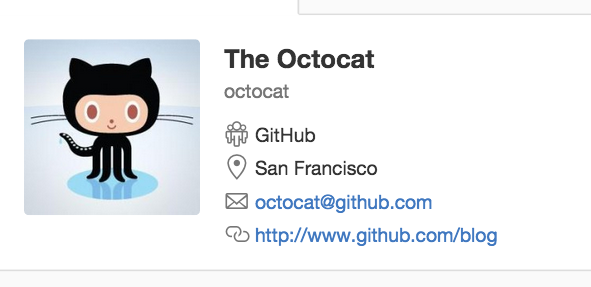 The Octocat
octocat
GitHub
San Francisco
octocat@github.com
http://www.github.com/blog